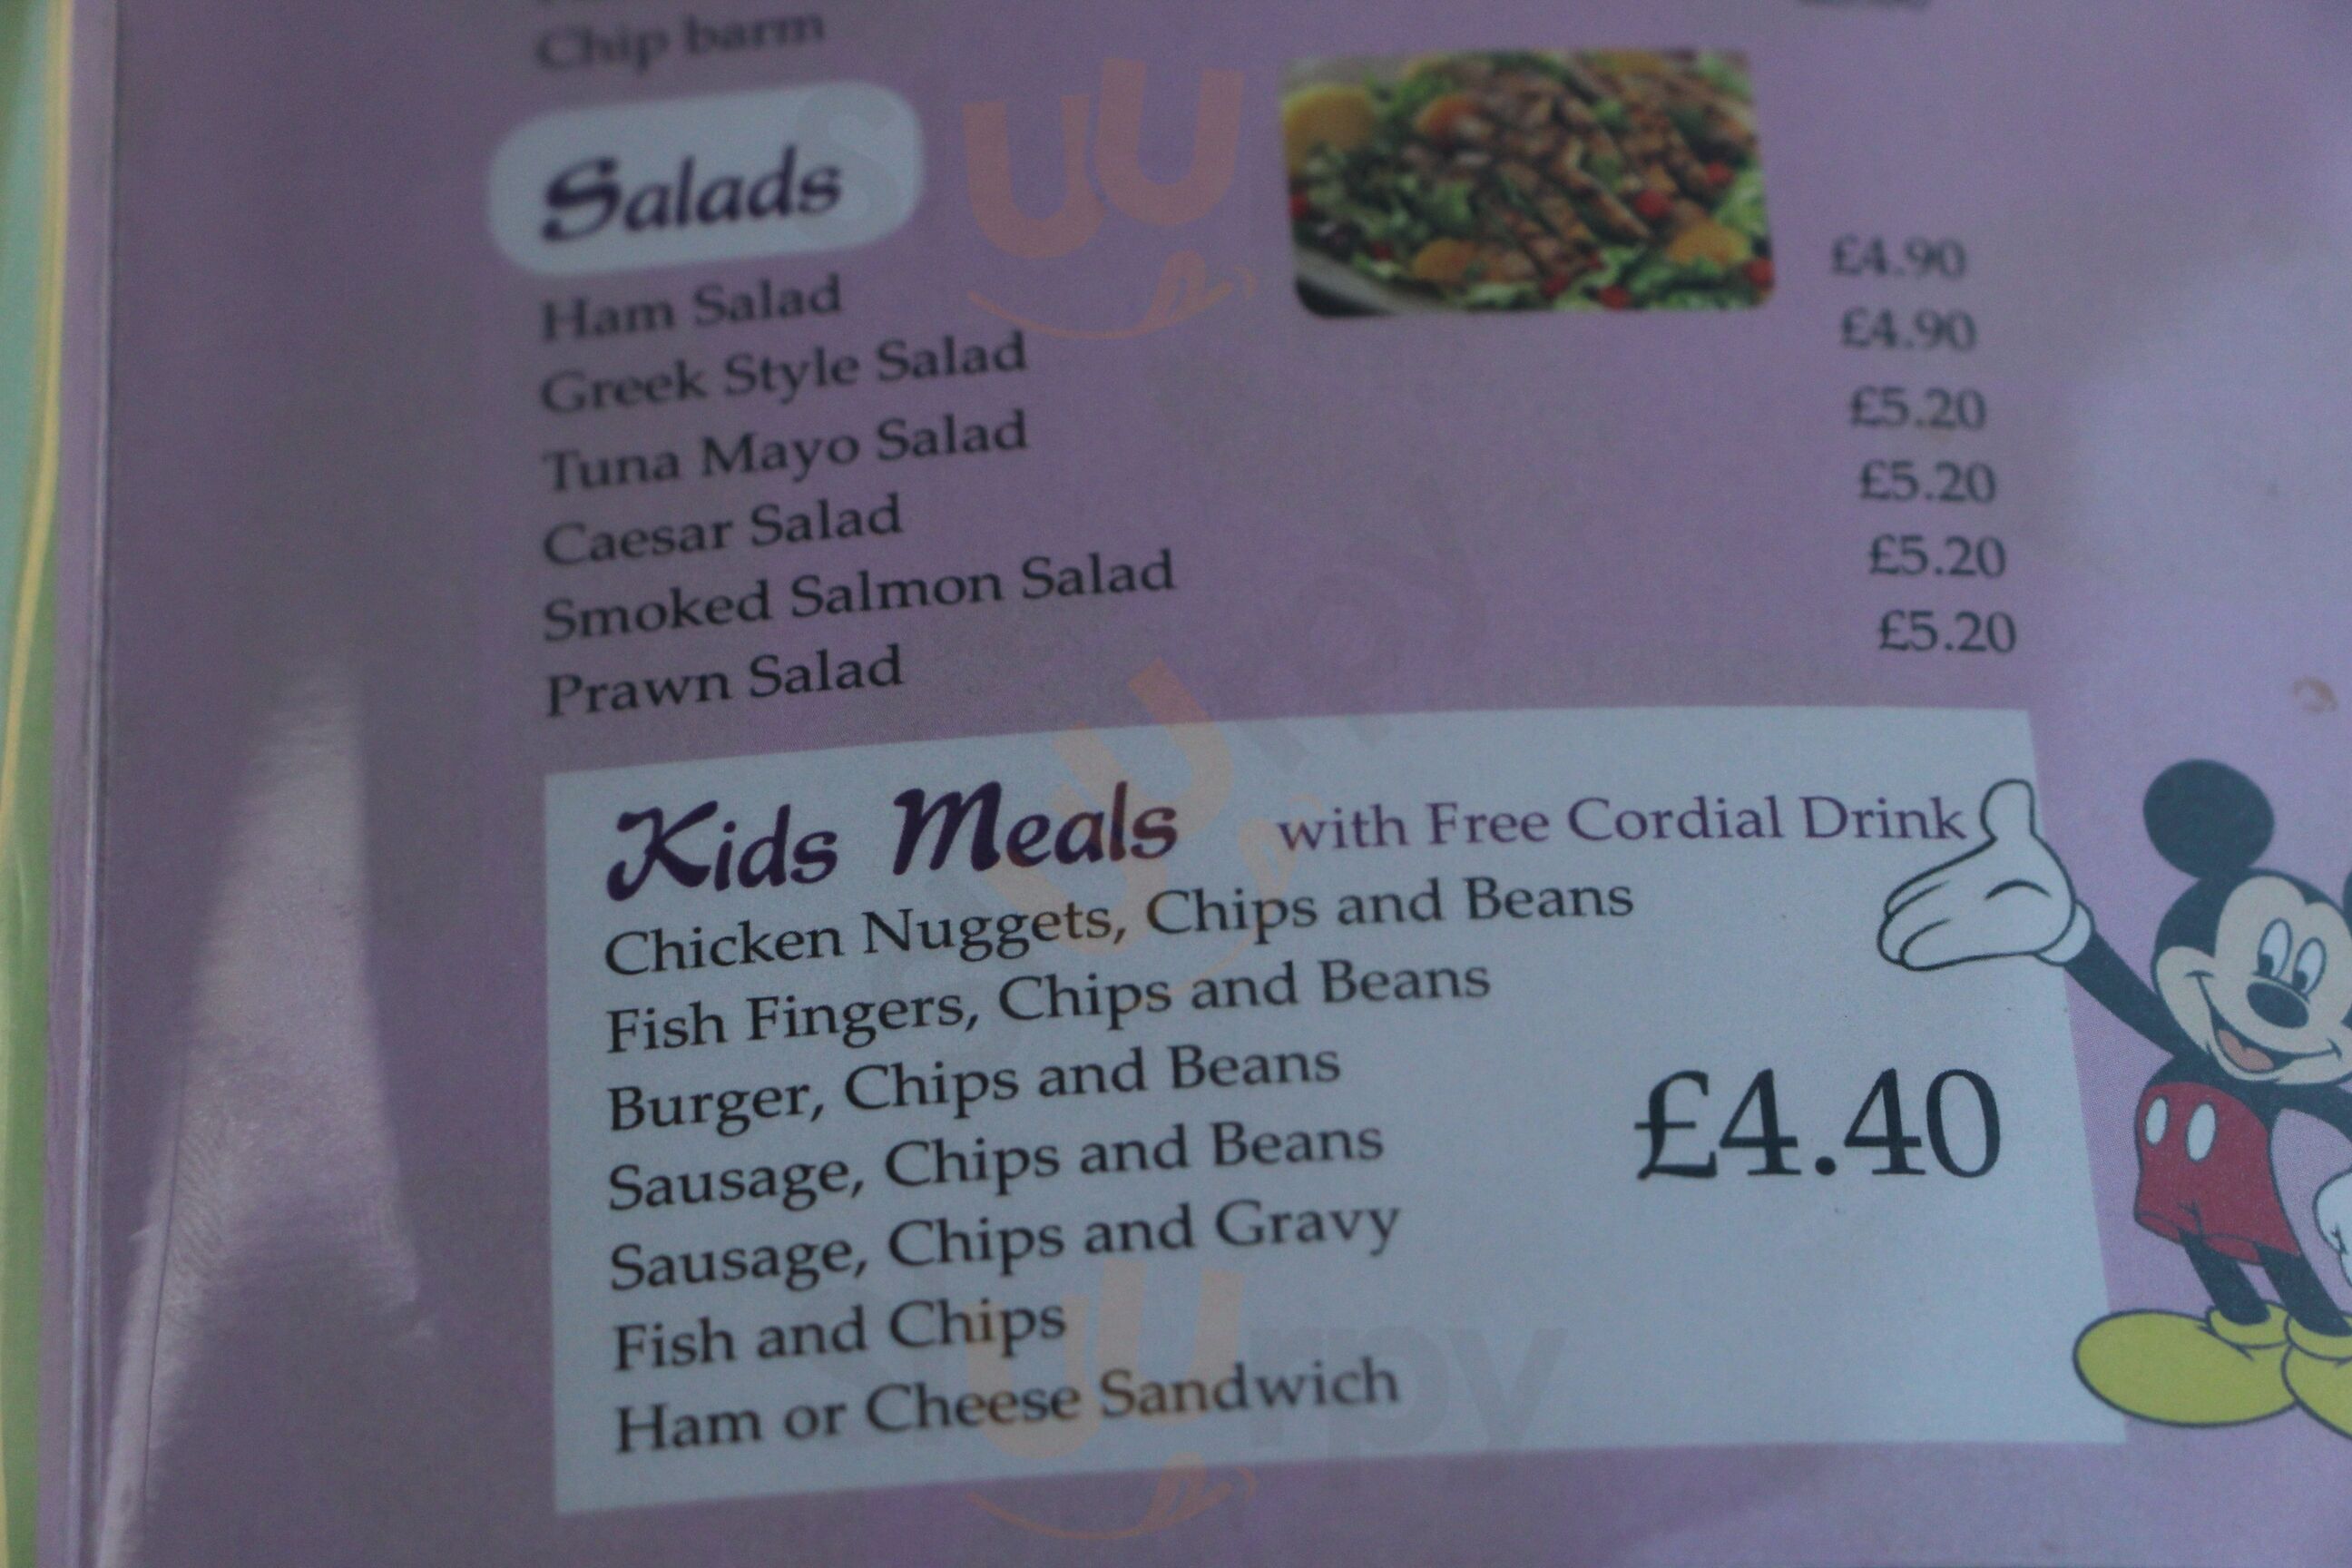 Chip barm
Salads
Ham Salad £4.90
Greek Style Salad £4.90
Tuna Mayo Salad £5.20
Caesar Salad £5.20
Smoked Salmon Salad £5.20
Prawn Salad £5.20
Kids Meals with Free Cordial Drink
Chicken Nuggets, Chips and Beans
Fish Fingers, Chips and Beans
Burger, Chips and Beans
Sausage, Chips and Beans
£4.40
Sausage, Chips and Gravy
Fish and Chips
Ham or Cheese Sandwich